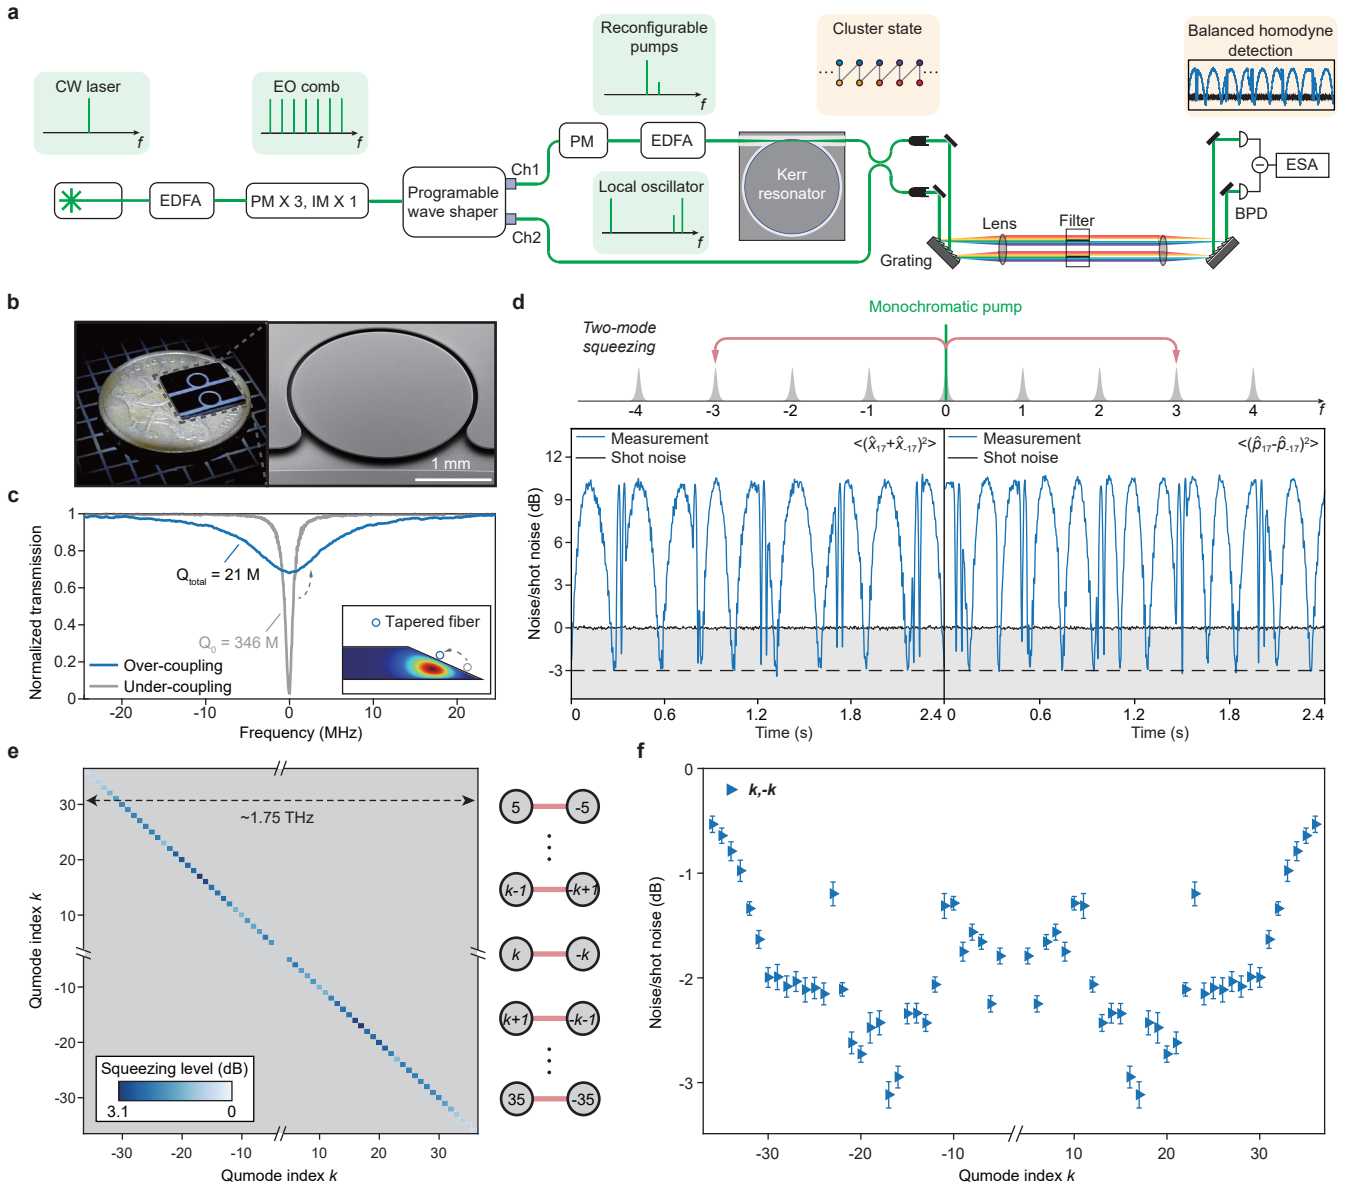 a
CW laser
f
EO comb
f
Reconfigurable
pumps
f
Cluster state
Balanced homodyne
detection
EDFA
PM X 3, IM X 1
Programable
wave shaper
Ch1
Ch2
PM
EDFA
Local oscillator
f
Kerr
resonator
Grating
Lens
Filter
BPD
ESA
b
1 mm
c
Normalized transmission
1
0.8
0.6
0.4
0.2
0
Q_total = 21 M
Q_0 = 346 M
Over-coupling
Under-coupling
Tapered fiber
-20
-10
0
10
20
Frequency (MHz)
d
Monochromatic pump
Two-mode
squeezing
-4
-3
-2
-1
0
1
2
3
4
f
Noise/shot noise (dB)
12
9
6
3
0
-3
Measurement
Shot noise
<(x̂_17+x̂_-17)²>
Measurement
Shot noise
<(p̂_17-p̂_-17)²>
0
0.6
1.2
1.8
2.4
0
0.6
1.2
1.8
2.4
Time (s)
Time (s)
e
Qumode index k
30
20
10
-10
-20
-30
~1.75 THz
Squeezing level (dB)
3.1
0
-30
-20
-10
10
20
30
Qumode index k
5
-5
k-1
-k+1
k
-k
k+1
-k-1
35
-35
f
Noise/shot noise (dB)
0
-1
-2
-3
k,-k
-30
-20
-10
10
20
30
Qumode index k